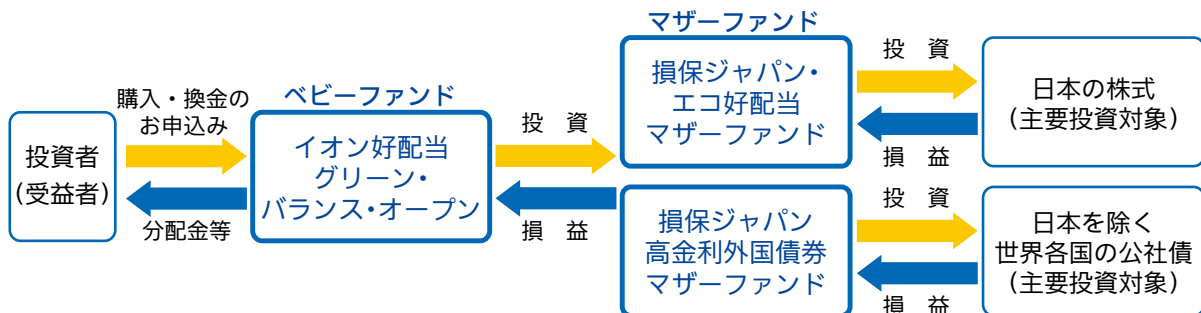 投資者
(受益者)
購入・換金の
お申込み
分配金等
ベビーファンド
イオン好配当
グリーン・
バランス・オープン
投　資
損　益
マザーファンド
損保ジャパン・
エコ好配当
マザーファンド
投　資
損　益
日本の株式
(主要投資対象)
損保ジャパン
高金利外国債券
マザーファンド
投　資
損　益
日本を除く
世界各国の公社債
(主要投資対象)